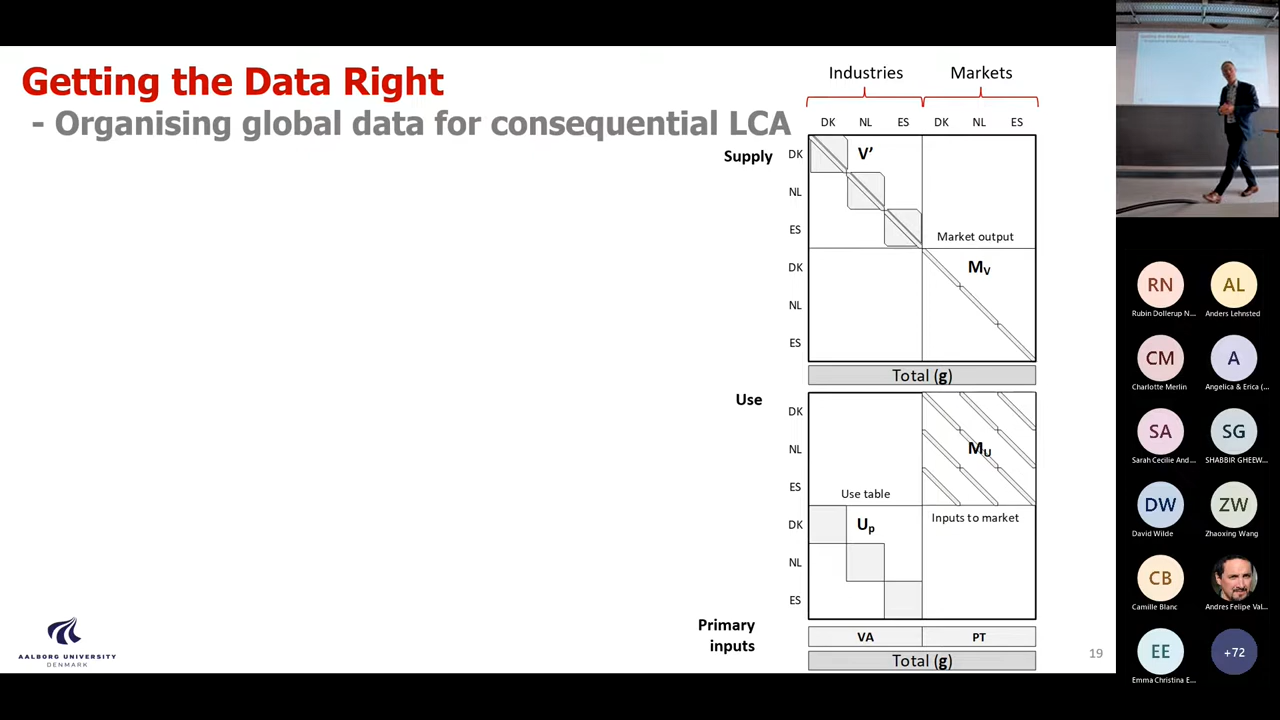 Getting the Data Right
- Organising global data for consequential LCA
Industries Markets
DK NL ES DK NL ES
Supply
DK
V’
NL
ES
Market output
DK
Mᵥ
NL
ES
Total (g)
Use
DK
NL
Mᵤ
ES
Use table
Inputs to market
DK
Uₚ
NL
ES
Primary
inputs
VA PT
Total (g)
19
AALBORG UNIVERSITY
DENMARK
RN AL
Rubin Dollerup N... Anders Lehnsted
CM A
Charlotte Merlin Angelica & Erica (...
SA SG
Sarah Cecilie And... SHABBIR GHEEW...
DW ZW
David Wilde Zhaoxing Wang
CB
Camille Blanc Andres Felipe Val...
EE +72
Emma Christina E...